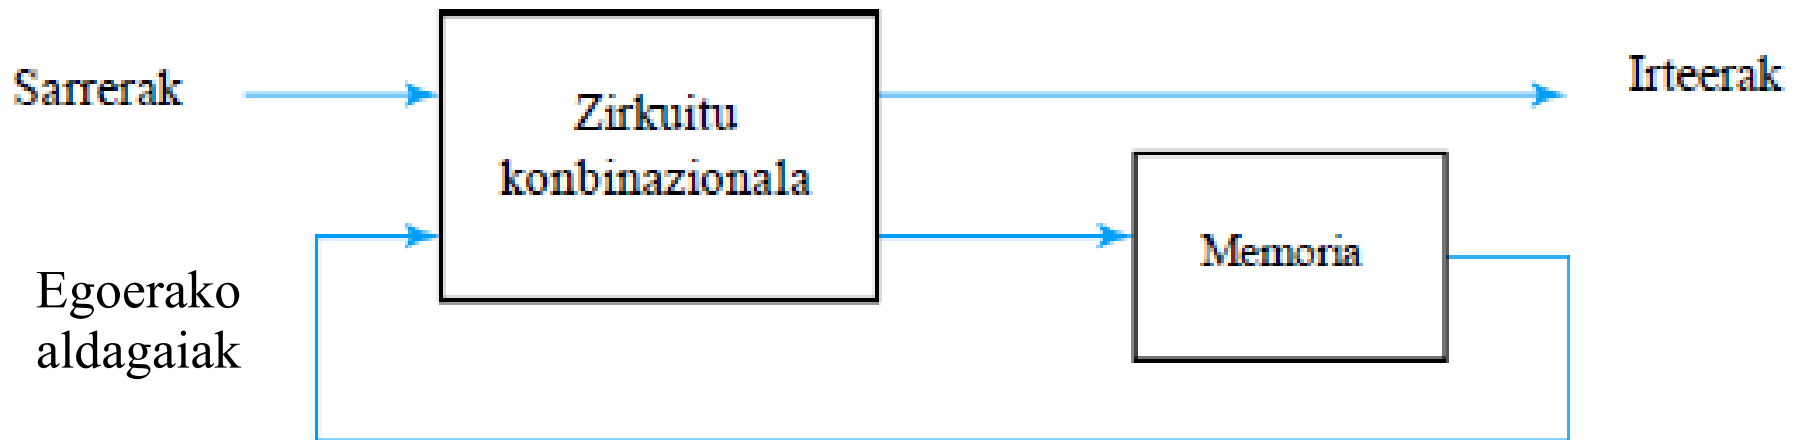 Sarrerak
Zirkuitu
konbinazionala
Irteerak
Memoria
Egoerako
aldagaiak